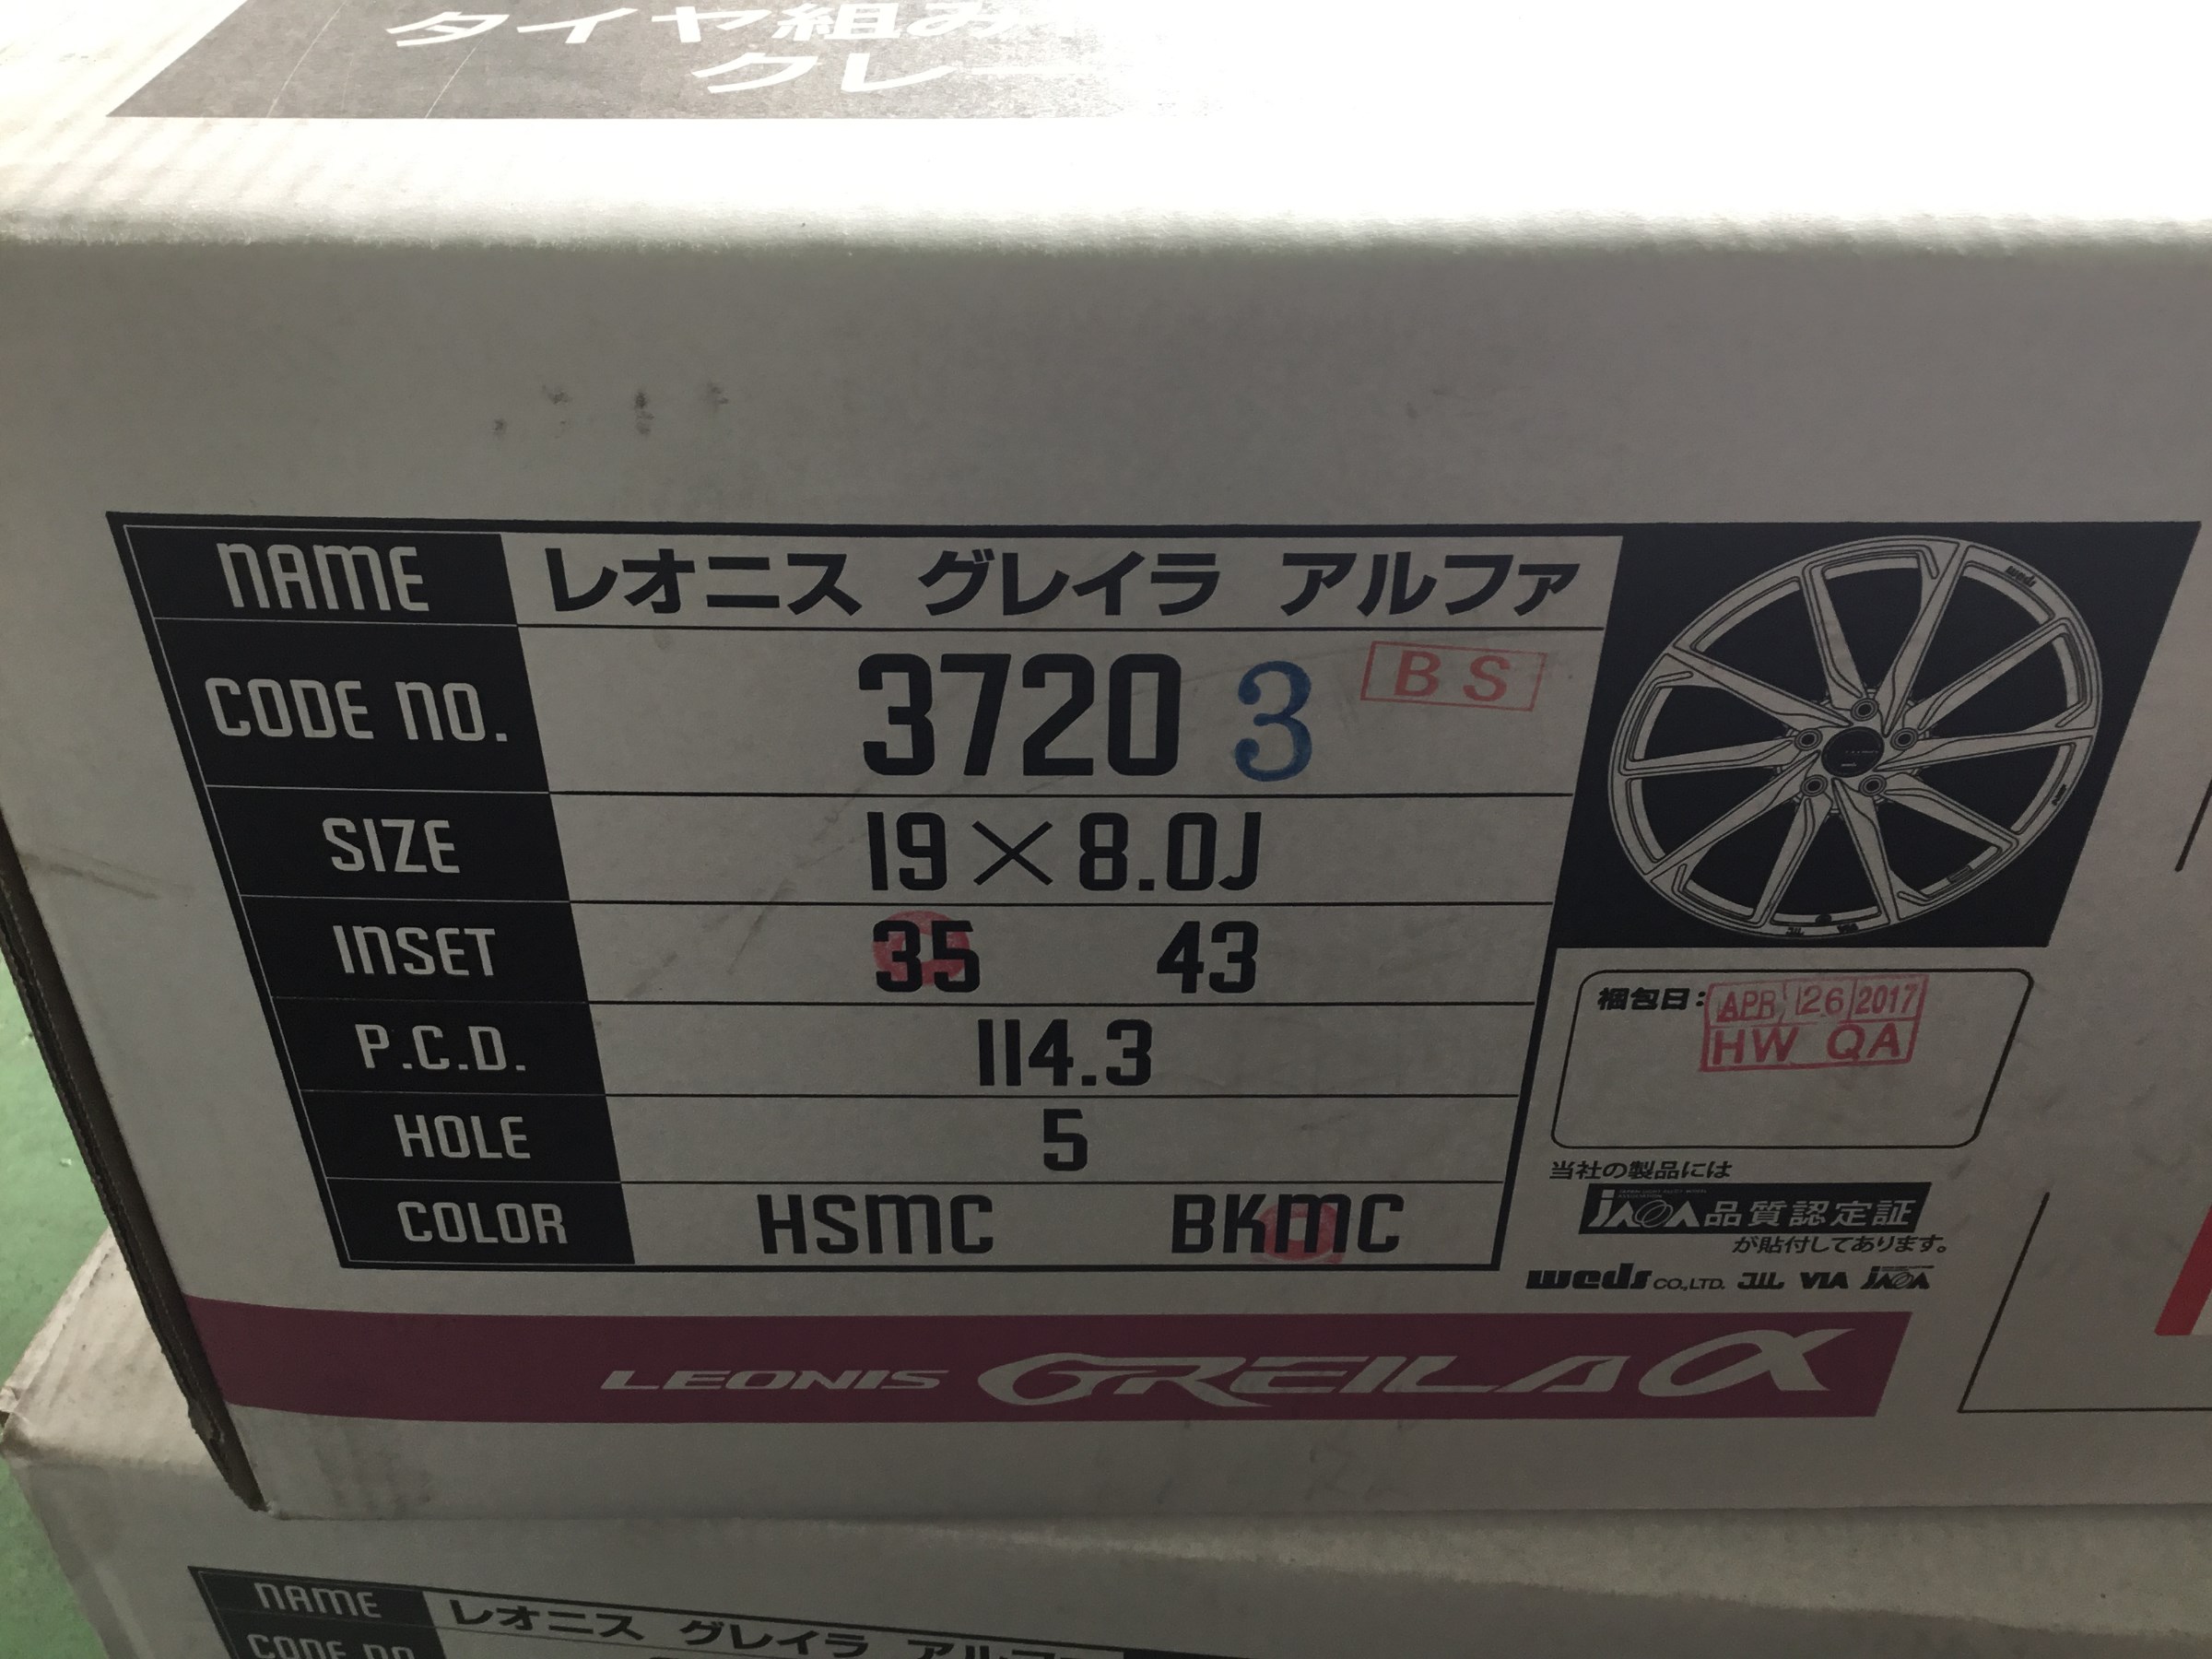 タイヤ組み
クレー
NAME レオニス グレイラ アルファ
CODE NO. 3720 3 BS
SIZE 19×8.0J
INSET 35 43
P.C.D. 114.3
HOLE 5
COLOR HSMC BKMC
weds
梱包日: APR 26 2017
HW QA
当社の製品には
JAWA品質認定証
が貼付してあります。
weds CO.,LTD. JWL VIA JAWA
LEONIS GREILA α
NAME レオニス グレイラ アル
CODE NO